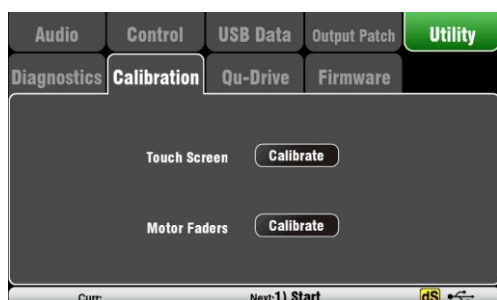 Audio Control USB Data Output Patch Utility
Diagnostics Calibration Qu-Drive Firmware
Touch Screen Calibrate
Motor Faders Calibrate
Curr: Next:1) Start dS